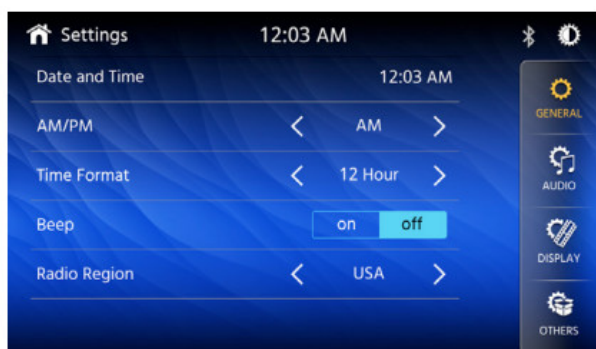 Settings 12:03 AM
Date and Time 12:03 AM
AM/PM AM
Time Format 12 Hour
Beep on off
Radio Region USA
GENERAL
AUDIO
DISPLAY
OTHERS